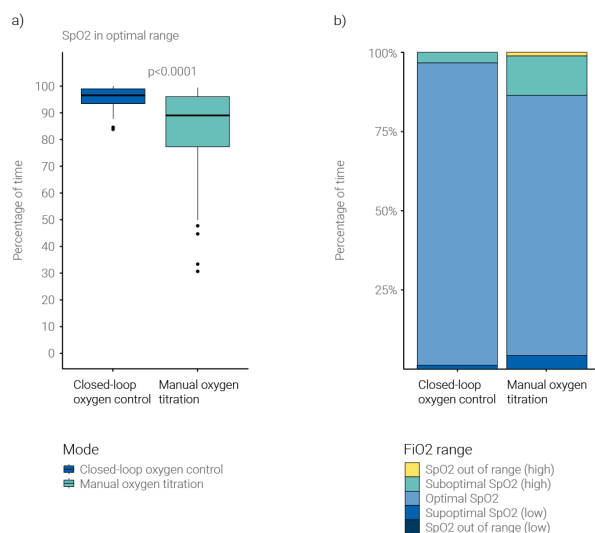 a)
SpO2 in optimal range
p<0.0001
Percentage of time
100
90
80
70
60
50
40
30
20
10
0
Closed-loop
oxygen control
Manual oxygen
titration
Mode
Closed-loop oxygen control
Manual oxygen titration
b)
Percentage of time
100%
75%
50%
25%
Closed-loop
oxygen control
Manual oxygen
titration
FiO2 range
SpO2 out of range (high)
Suboptimal SpO2 (high)
Optimal SpO2
Supoptimal SpO2 (low)
SpO2 out of range (low)